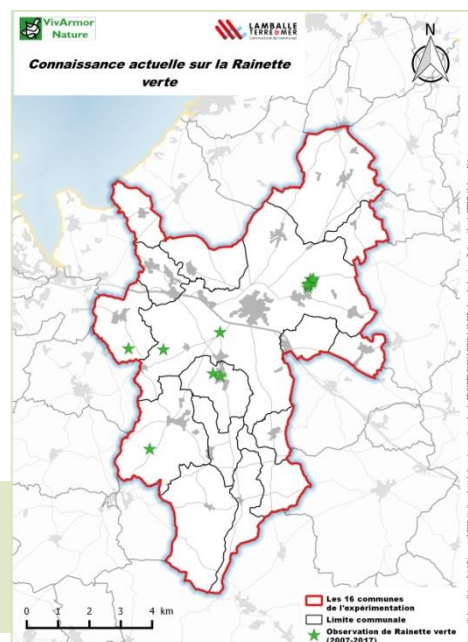 VivArmor
Nature
LAMBALLE
TERRE&MER
Connaissance actuelle sur la Rainette
verte
N
0 1 2 3 4 km
Les 16 communes
de l'expérimentation
Limite communale
Observation de Rainette verte
(2007-2017)